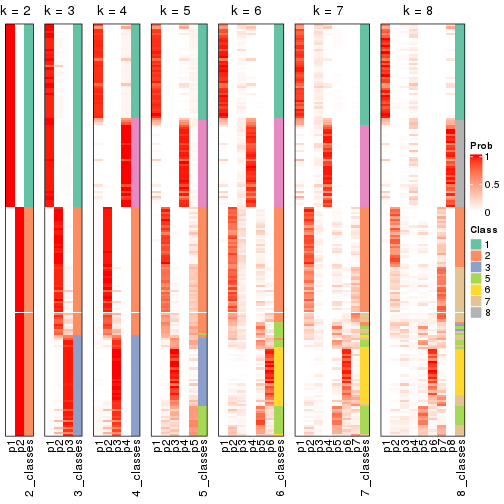 k = 2
k = 3
k = 4
k = 5
k = 6
k = 7
k = 8
Prob
1
0.5
0
Class
1
2
3
5
6
7
8
p1
p2
2_classes
p1
p2
p3
3_classes
p1
p2
p3
p4
4_classes
p1
p2
p3
p4
p5
5_classes
p1
p2
p3
p4
p5
p6
6_classes
p1
p2
p3
p4
p5
p6
p7
7_classes
p1
p2
p3
p4
p5
p6
p7
p8
8_classes